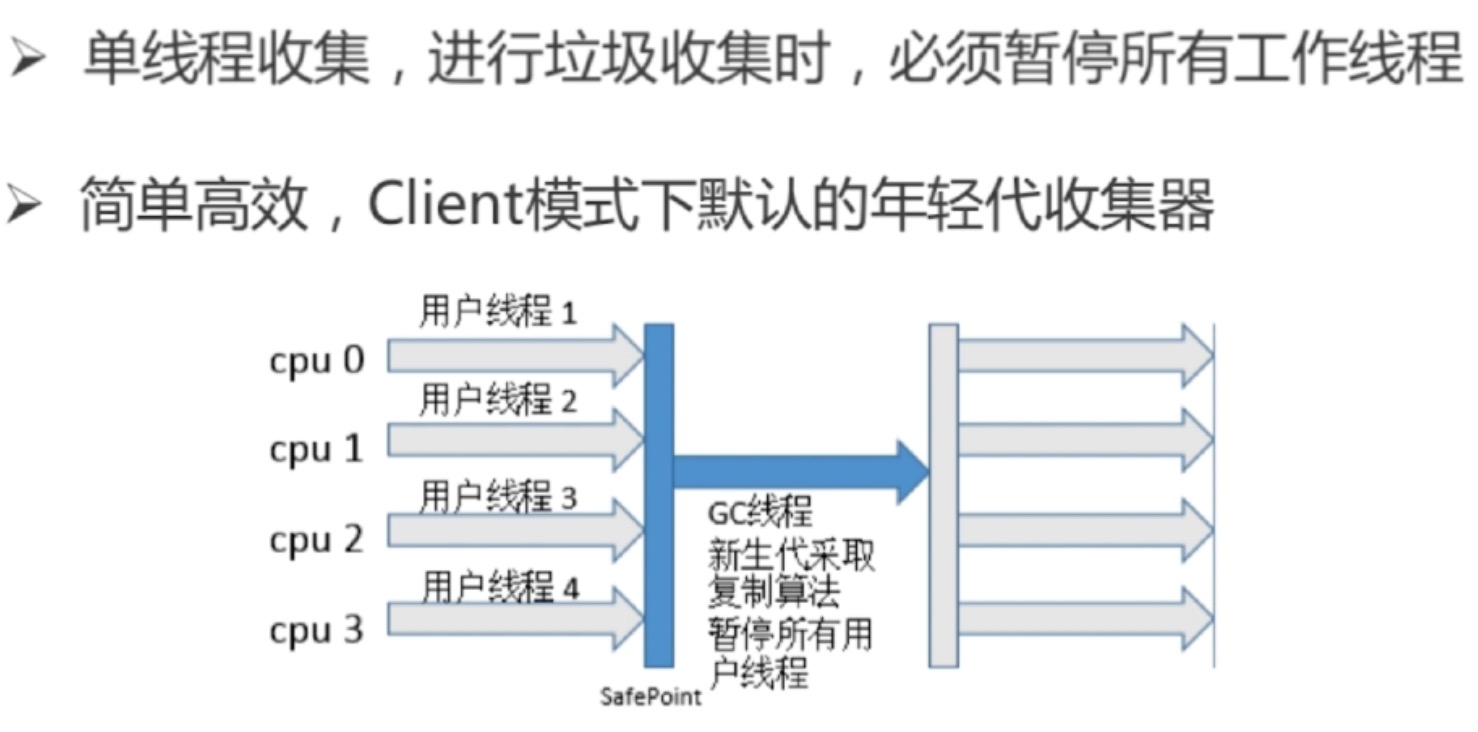 单线程收集，进行垃圾收集时，必须暂停所有工作线程
简单高效，Client模式下默认的年轻代收集器
用户线程 1
cpu 0
用户线程 2
cpu 1
用户线程 3
cpu 2
用户线程 4
cpu 3
GC线程
新生代采取
复制算法
暂停所有用
户线程
SafePoint